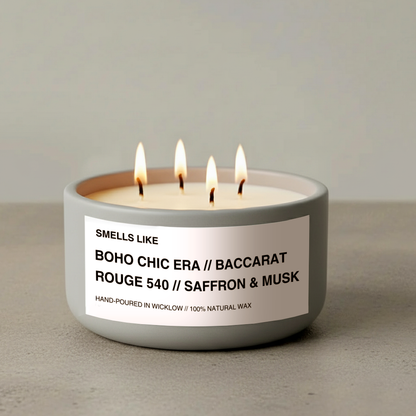 SMELLS LIKE
BOHO CHIC ERA // BACCARAT
ROUGE 540 // SAFFRON & MUSK
HAND-POURED IN WICKLOW // 100% NATURAL WAX